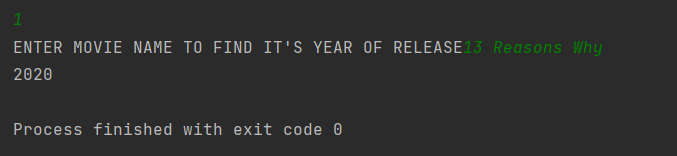 1
ENTER MOVIE NAME TO FIND IT'S YEAR OF RELEASE13 Reasons Why
2020
Process finished with exit code 0